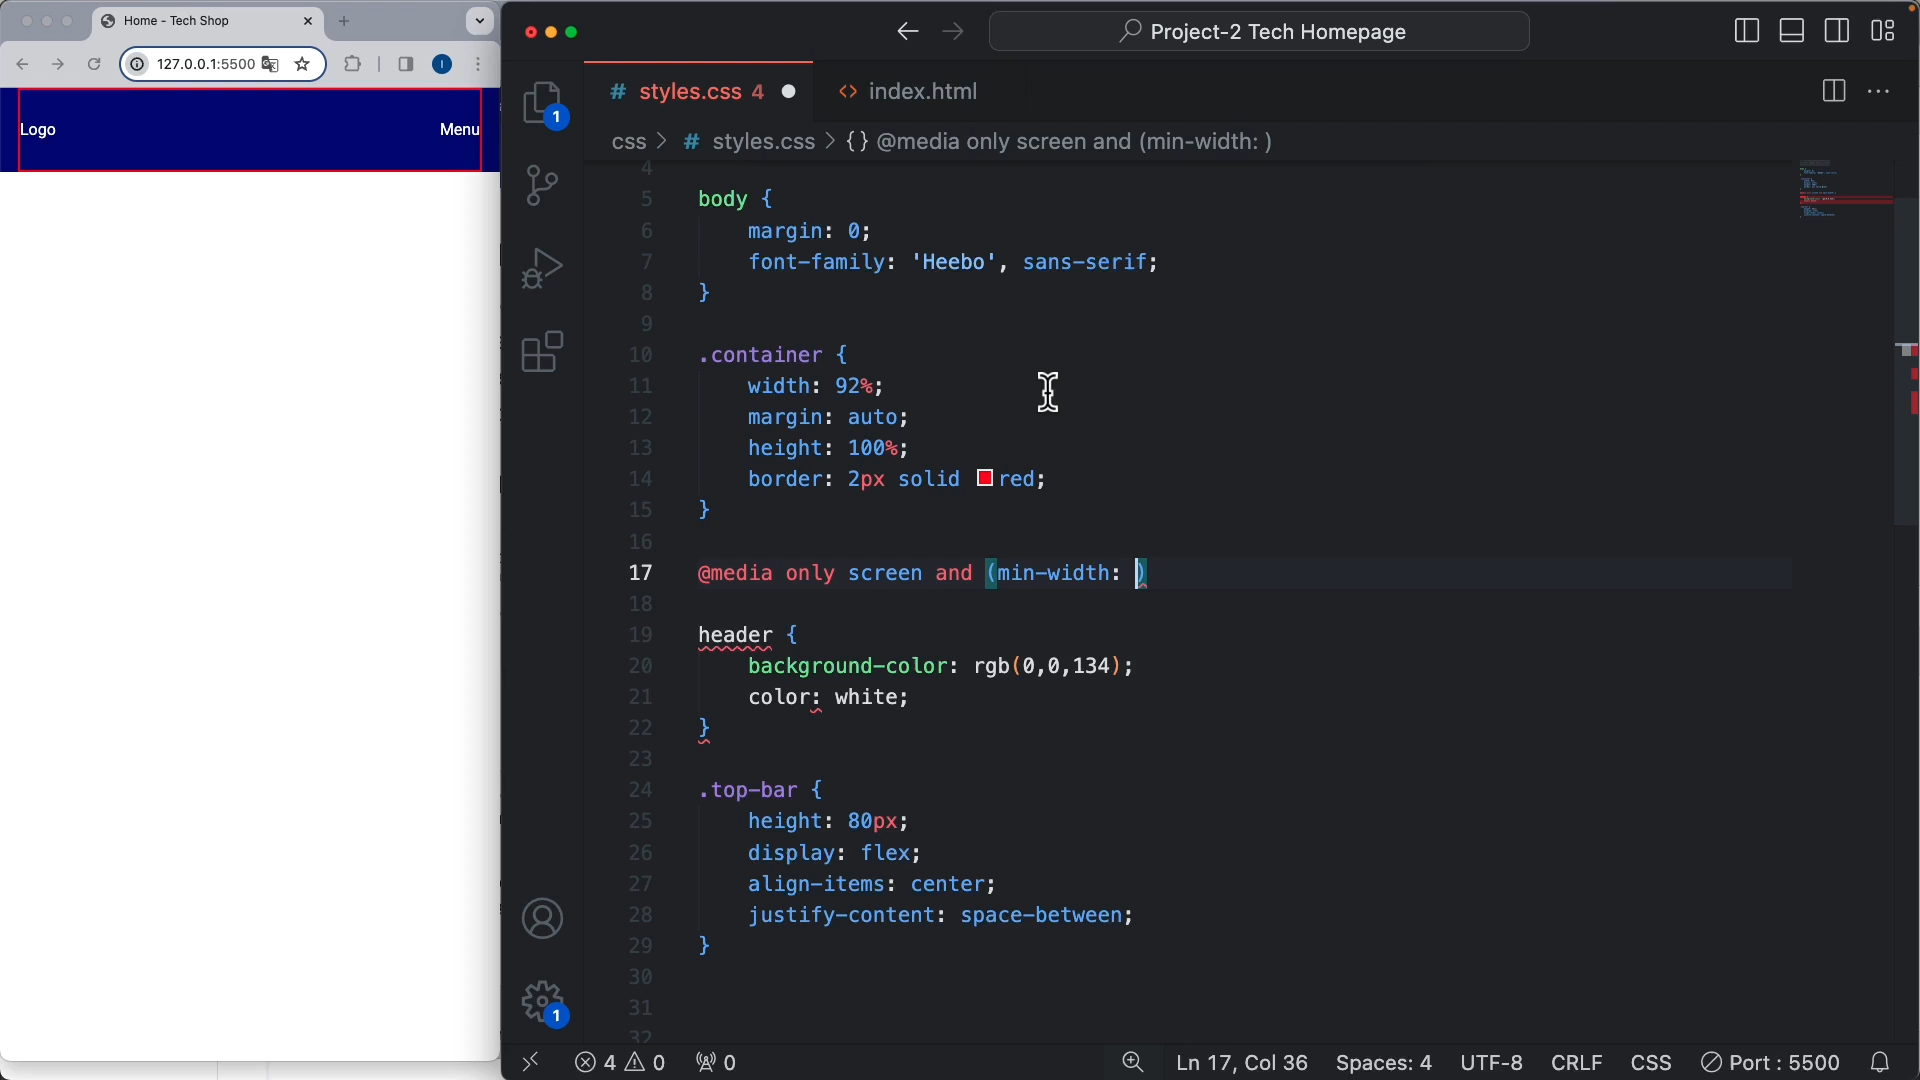 Home - Tech Shop
127.0.0.1:5500
I
Logo
Menu
Project-2 Tech Homepage
# styles.css 4
<> index.html
css > # styles.css > {} @media only screen and (min-width: )
1
4
5 body {
6 margin: 0;
7 font-family: 'Heebo', sans-serif;
8 }
9
10 .container {
11 width: 92%;
12 margin: auto;
13 height: 100%;
14 border: 2px solid red;
15 }
16
17 @media only screen and (min-width: )
18
19 header {
20 background-color: rgb(0,0,134);
21 color: white;
22 }
23
24 .top-bar {
25 height: 80px;
26 display: flex;
27 align-items: center;
28 justify-content: space-between;
29 }
30
31
32
1
4 0 0
Ln 17, Col 36 Spaces: 4 UTF-8 CRLF CSS Port : 5500